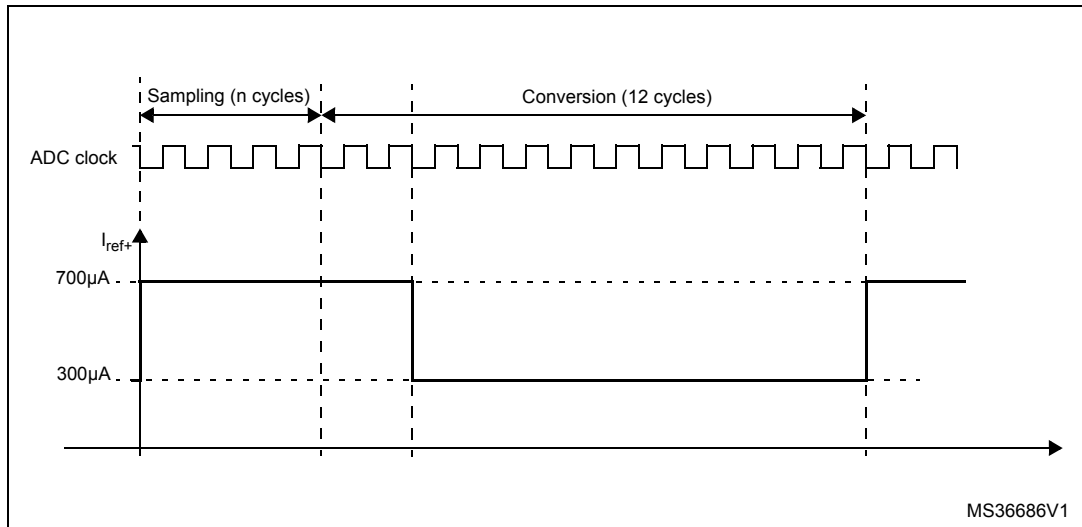 Sampling (n cycles)
Conversion (12 cycles)
ADC clock
Iref+
700µA
300µA
MS36686V1